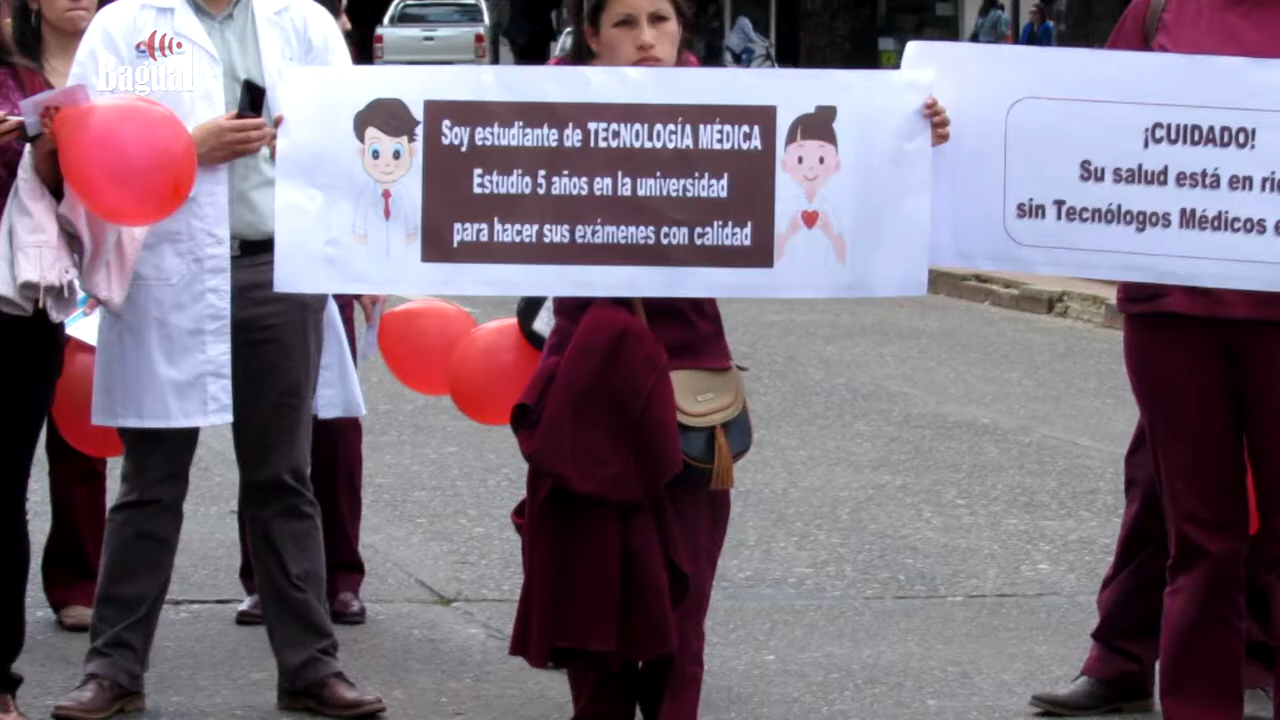 Bagual
Soy estudiante de TECNOLOGÍA MÉDICA
Estudio 5 años en la universidad
para hacer sus exámenes con calidad
¡CUIDADO!
Su salud está en
sin Tecnólogos Médicos